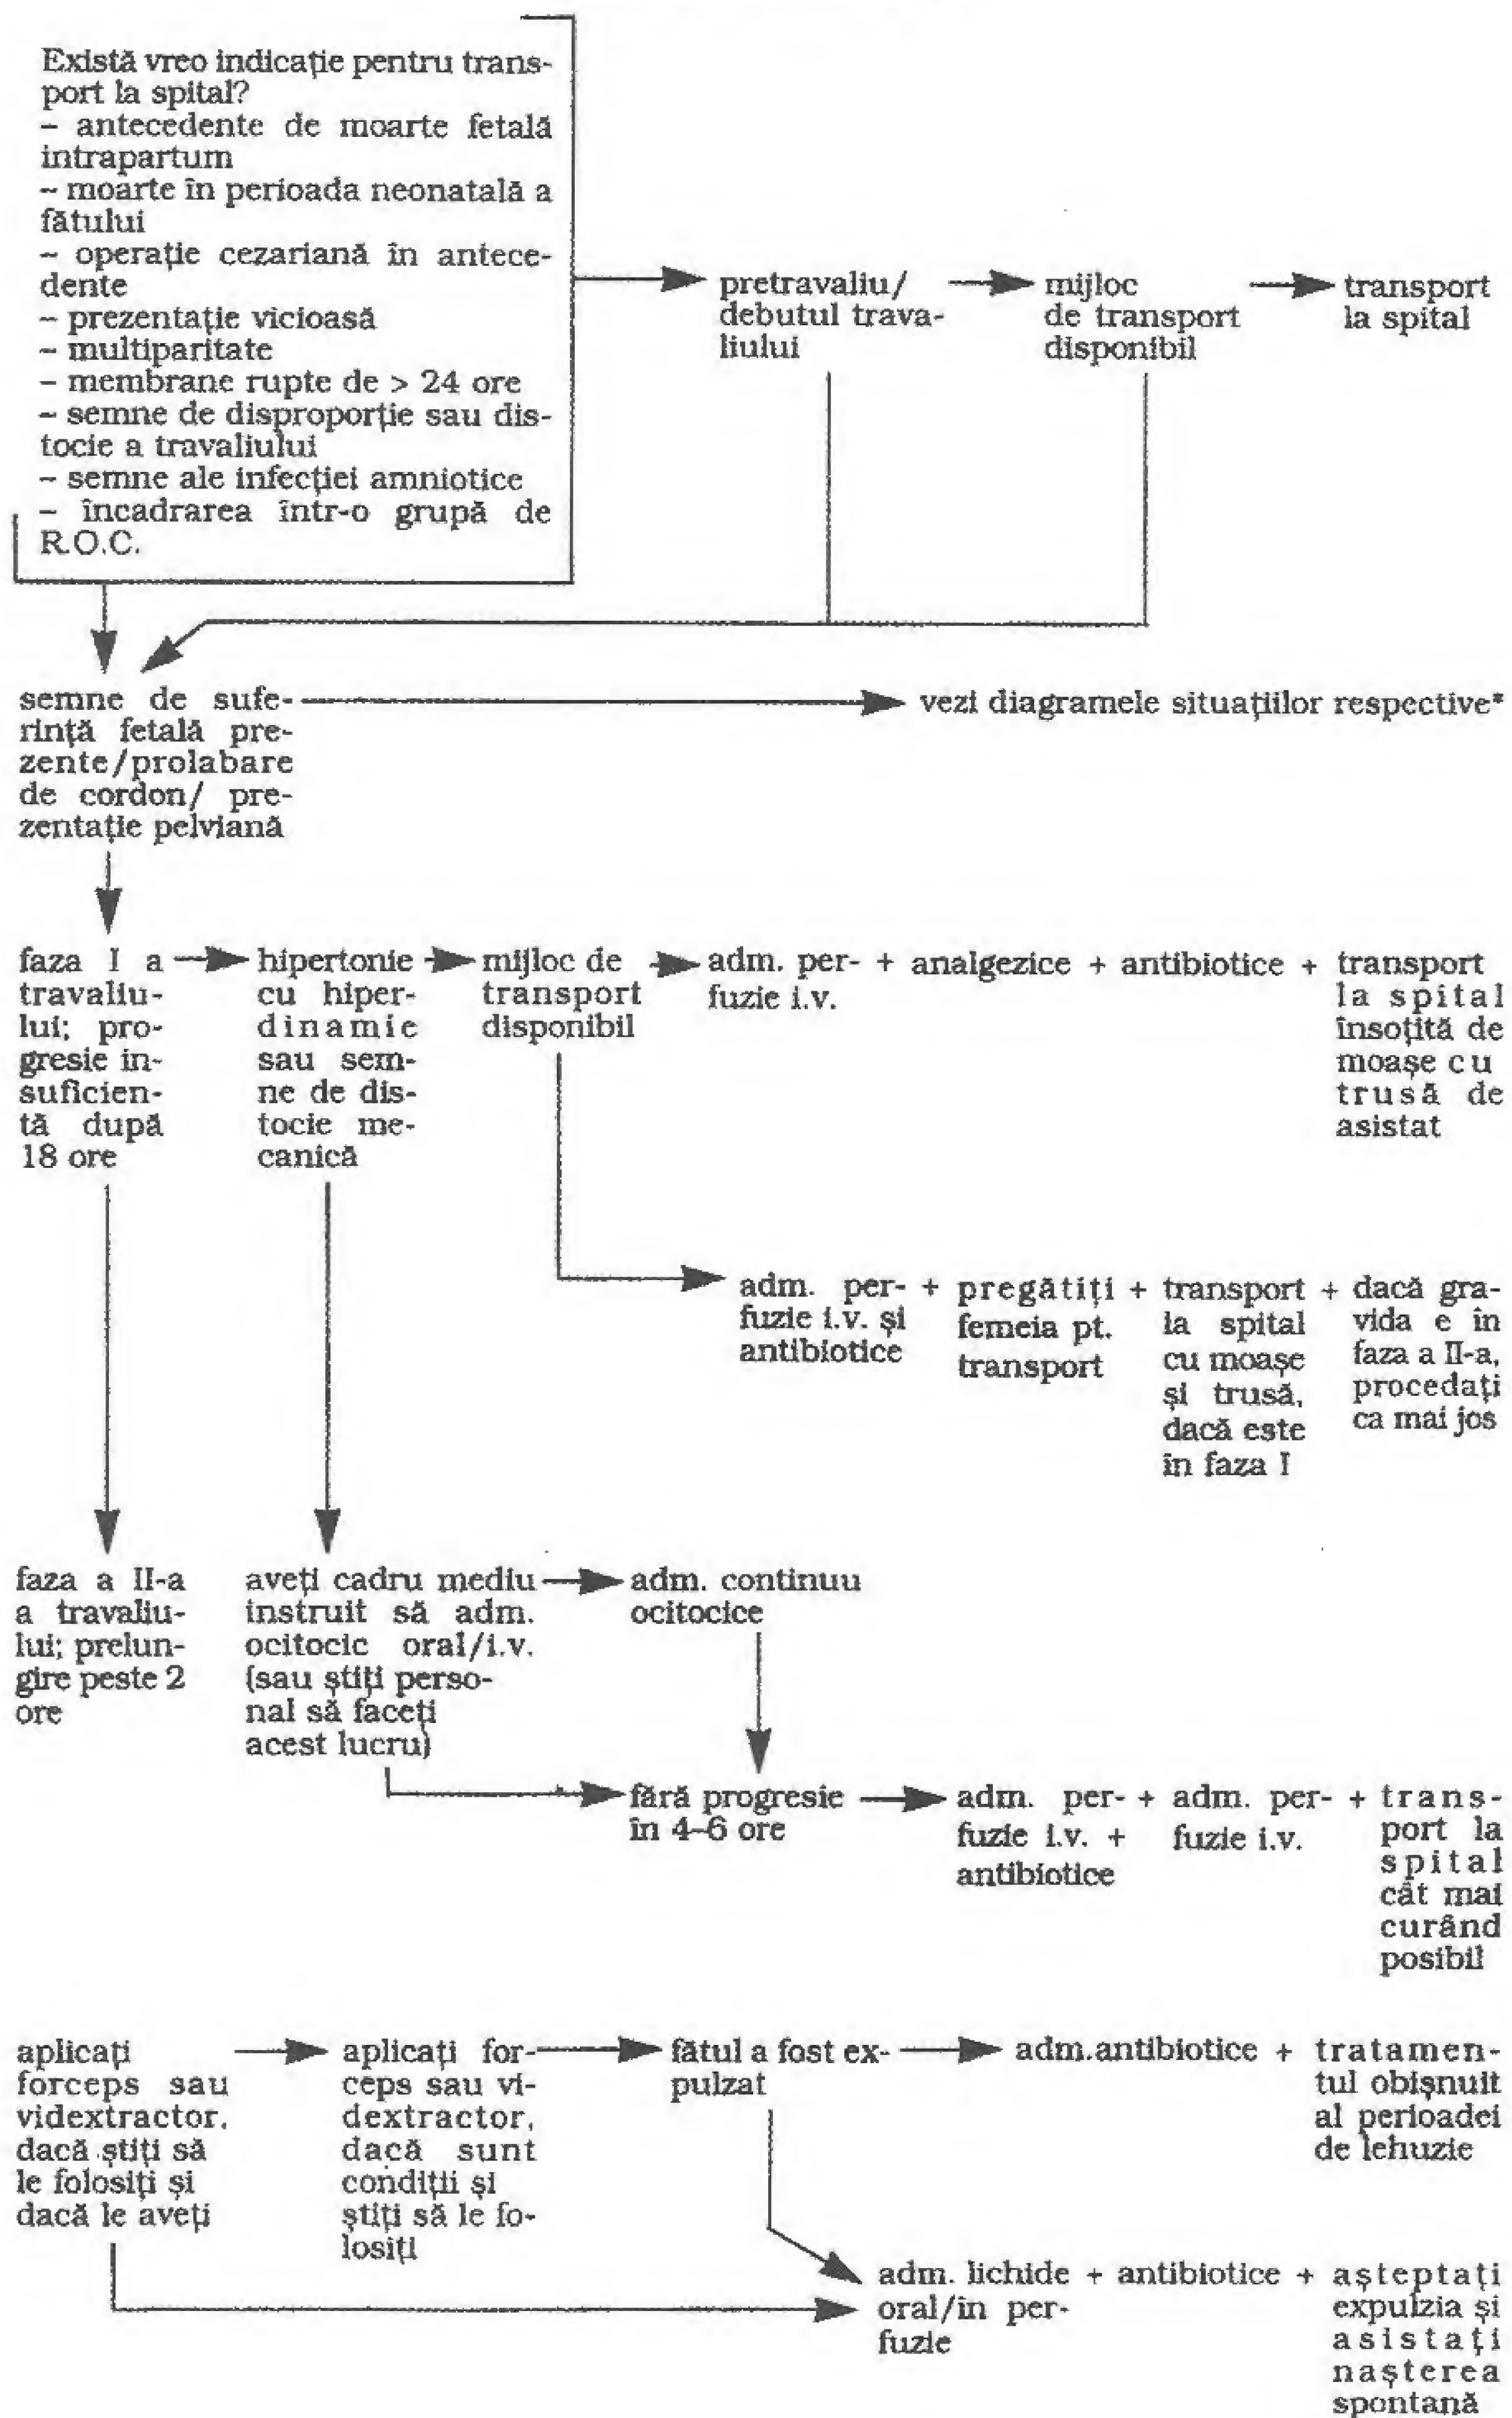 Există vreo indicație pentru trans-
port la spital?
– antecedente de moarte fetală
intrapartum
– moarte în perioada neonatală a
fătului
– operație cezariană în antece-
dente
– prezentație vicioasă
– multiparitate
– membrane rupte de > 24 ore
– semne de disproporție sau dis-
tocie a travaliului
– semne ale infecției amniotice
– încadrarea într-o grupă de
R.O.C.
pretravaliu/
debutul trava-
liului
mijloc
de transport
disponibil
transport
la spital
semne de sufe-
rință fetală pre-
zente/prolabare
de cordon/ pre-
zentație pelviană
vezi diagramele situațiilor respective*
faza I a
travaliu-
lui; pro-
gresie in-
suficien-
tă după
18 ore
hipertonie
cu hiper-
dinamie
sau sem-
ne de dis-
tocie me-
canică
mijloc de
transport
disponibil
adm. per- +
fuzie i.v.
analgezice +
antibiotice +
transport
la spital
însoțită de
moașe cu
trusă de
asistat
adm. per- +
fuzie i.v. și
antibiotice
pregătiți +
femeia pt.
transport
transport +
la spital
cu moașe
și trusă,
dacă este
în faza I
dacă gra-
vida e în
faza a II-a,
procedați
ca mai jos
faza a II-a
a travaliu-
lui; prelun-
gire peste 2
ore
aveți cadru mediu
instruit să adm.
ocitocic oral/i.v.
(sau știți perso-
nal să faceți
acest lucru)
adm. continuu
ocitocice
fără progresie
în 4–6 ore
adm. per- +
fuzie i.v. +
antibiotice
adm. per- +
fuzie i.v.
trans-
port la
spital
cât mai
curând
posibil
aplicați
forceps sau
vidextractor,
dacă știți să
le folosiți și
dacă le aveți
aplicați for-
ceps sau vi-
dextractor,
dacă sunt
condiții și
știți să le fo-
losiți
fătul a fost ex-
pulzat
adm.antibiotice +
tratamen-
tul obișnuit
al perioadei
de lehuzie
adm. lichide +
oral/in per-
fuzie
antibiotice +
așteptați
expulzia și
asistați
nașterea
spontană